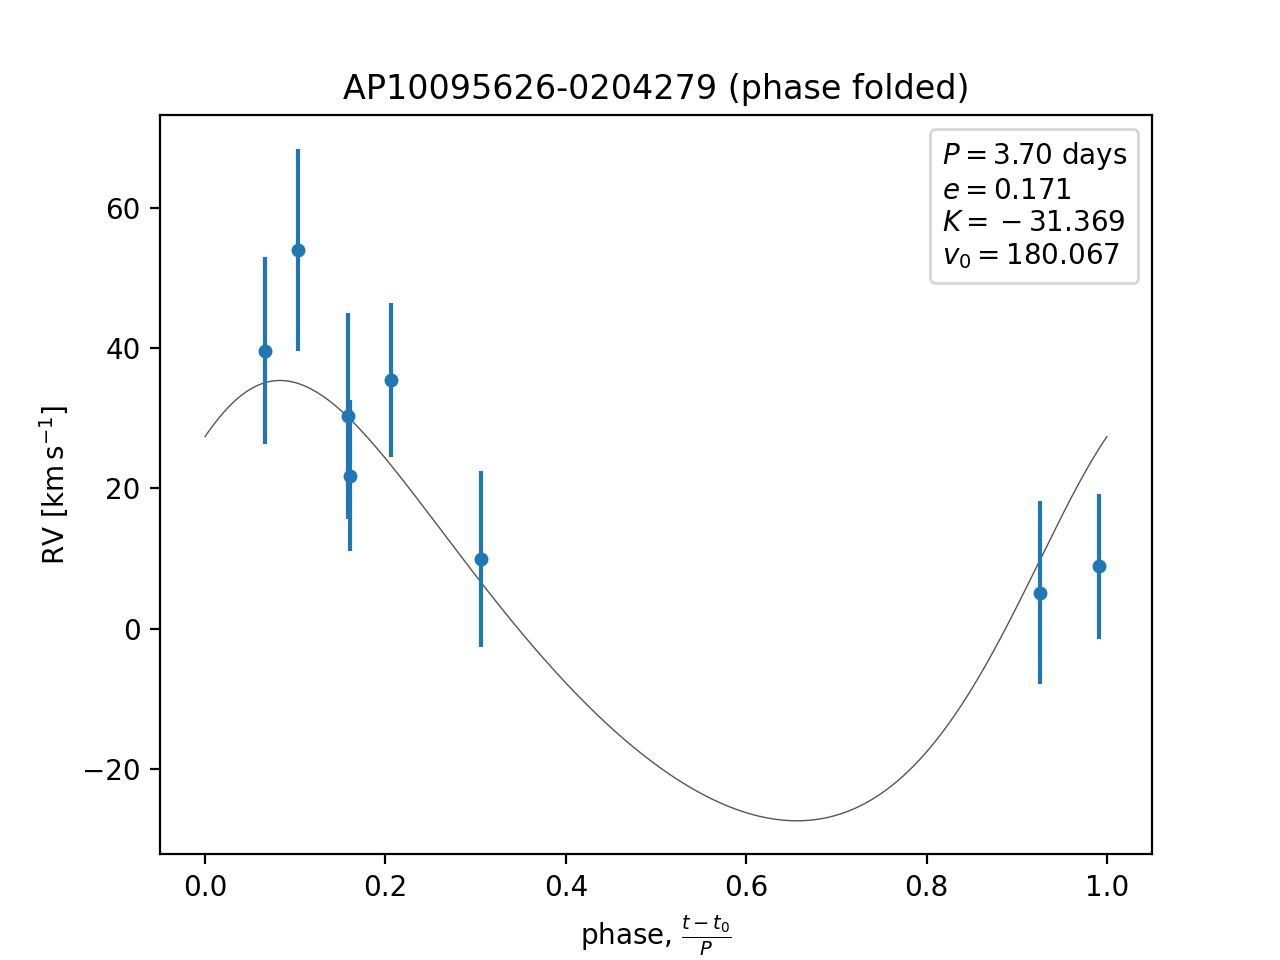 AP10095626-0204279 (phase folded)
P = 3.70 days
e = 0.171
K = −31.369
v₀ = 180.067
60
40
20
0
−20
RV [km s⁻¹]
0.0 0.2 0.4 0.6 0.8 1.0
phase, (t − t₀)/P